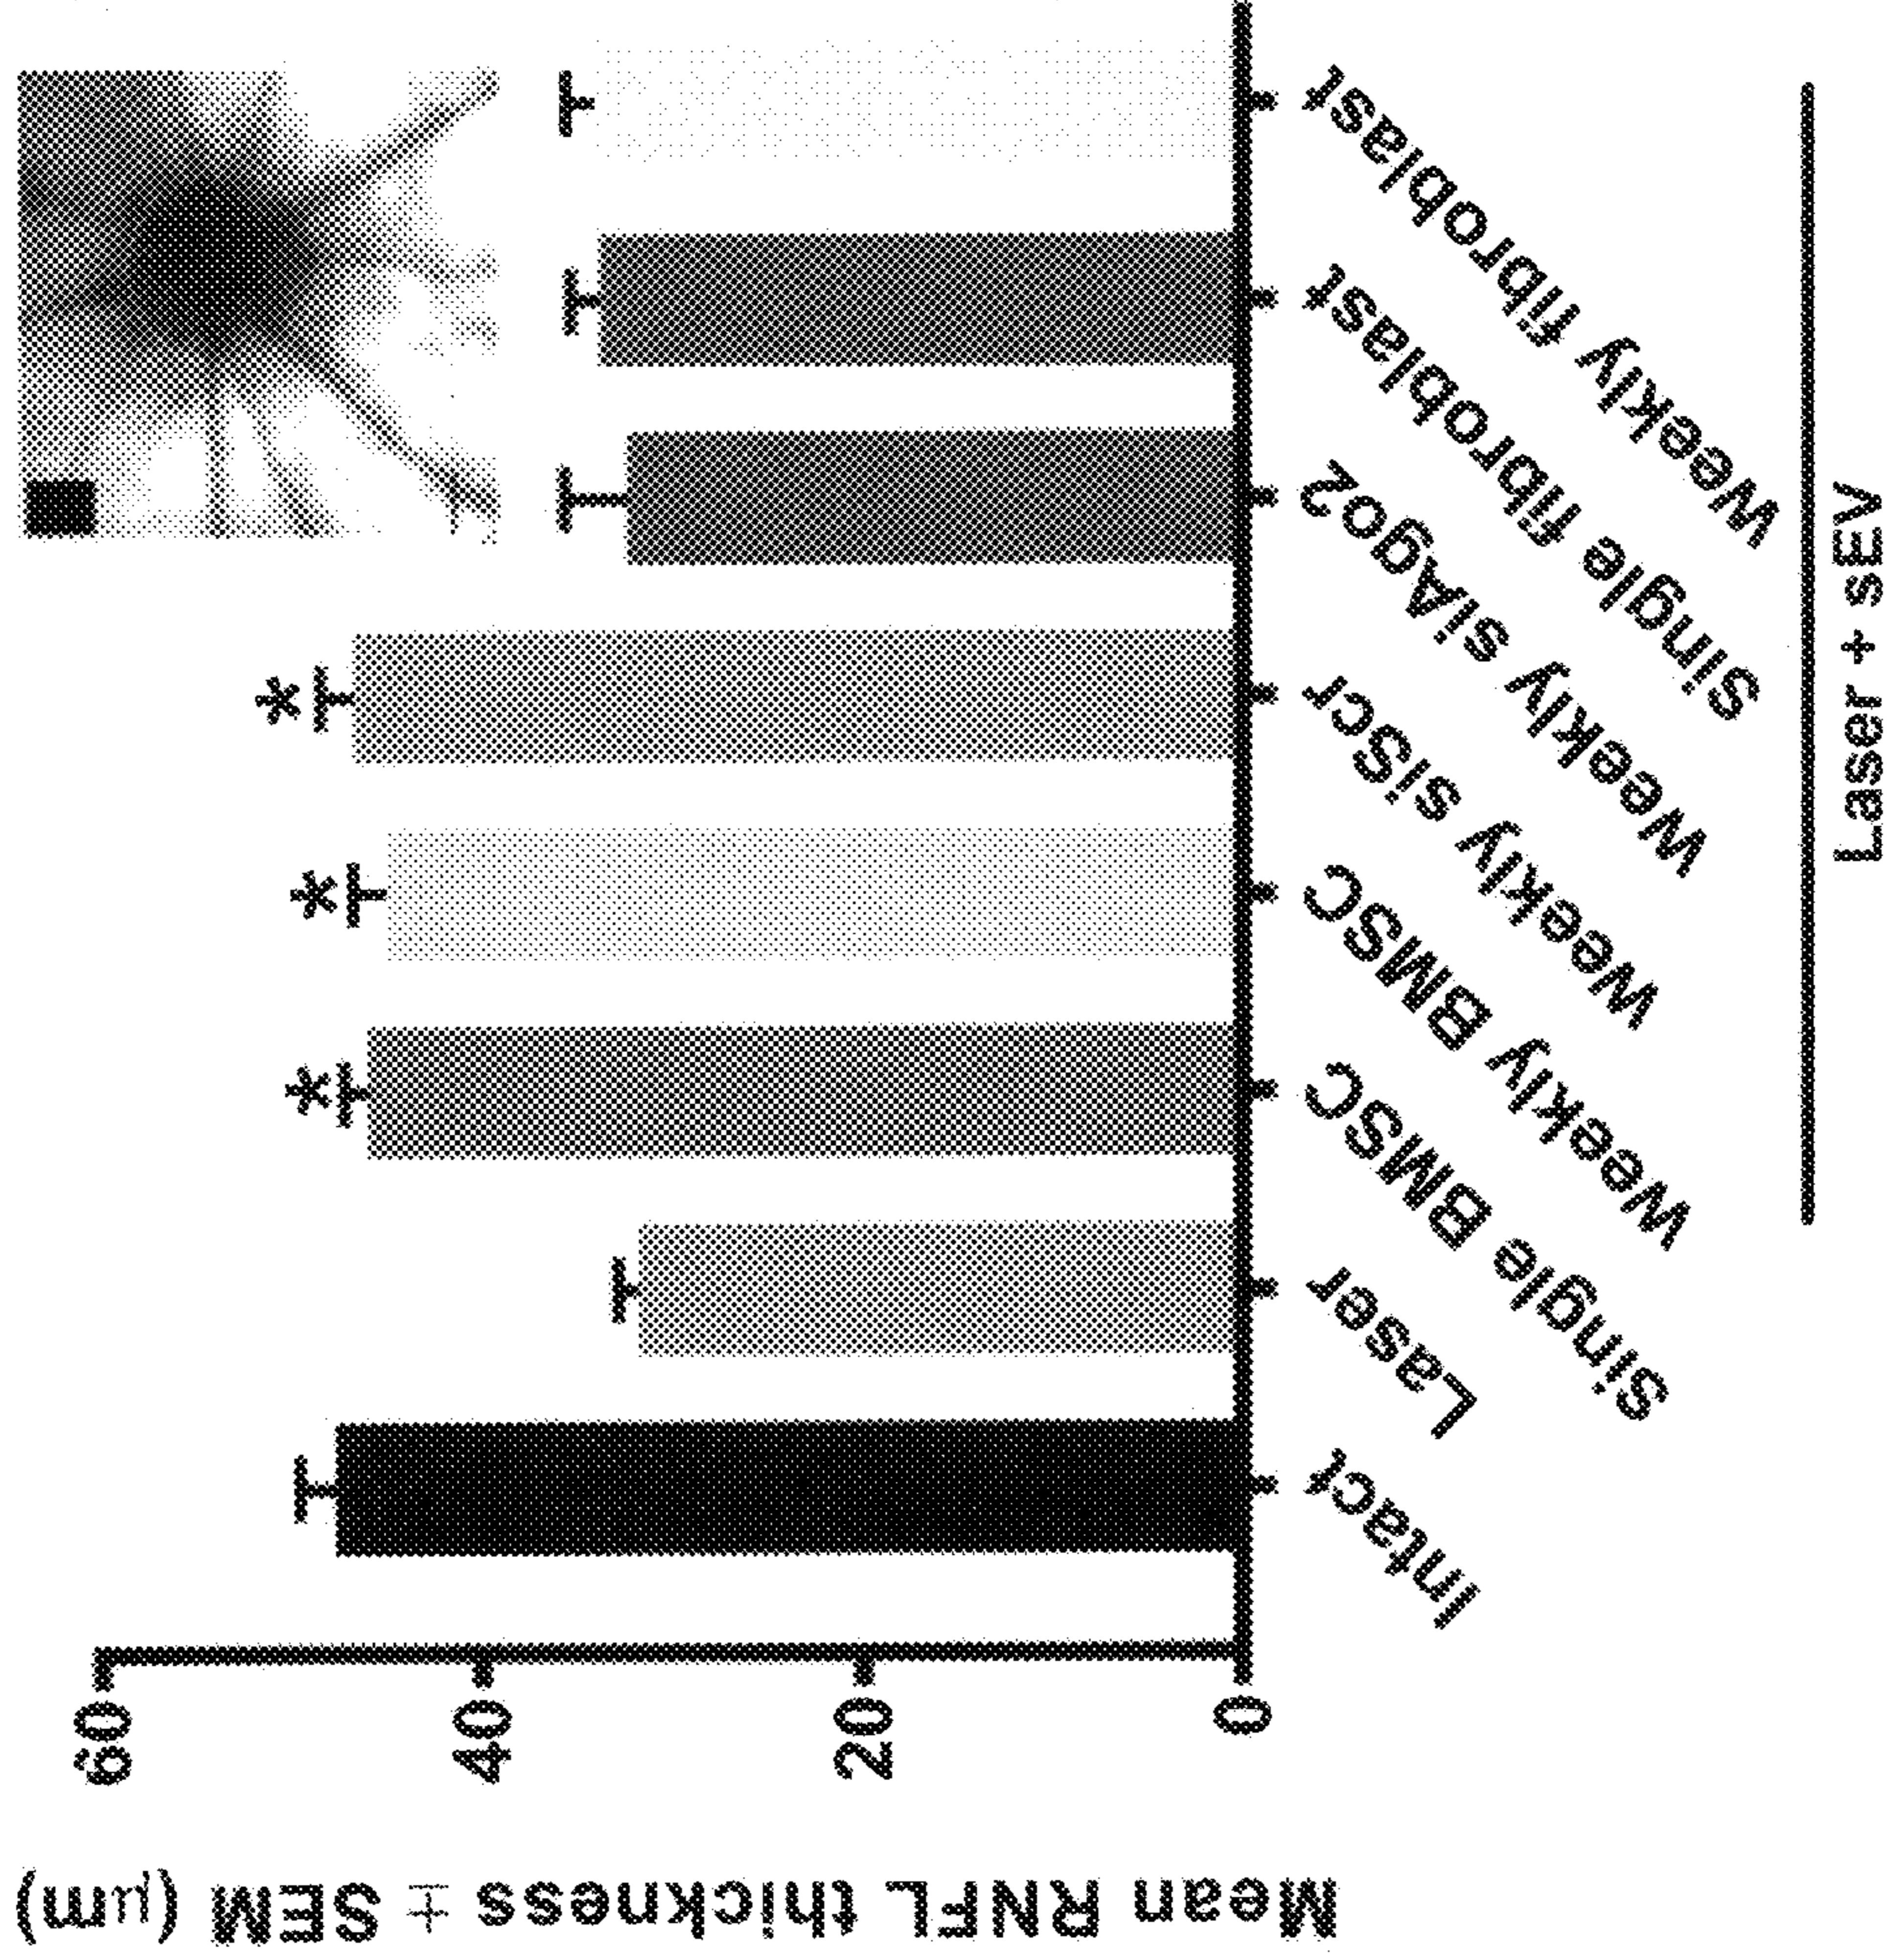 Mean RNFL thickness ± SEM (μm)
60
40
20
0
*
*
*
Intact
Laser
single BMSC
weekly BMSC
weekly siScr
weekly siAgo2
single fibroblast
weekly fibroblast
Laser + sEV